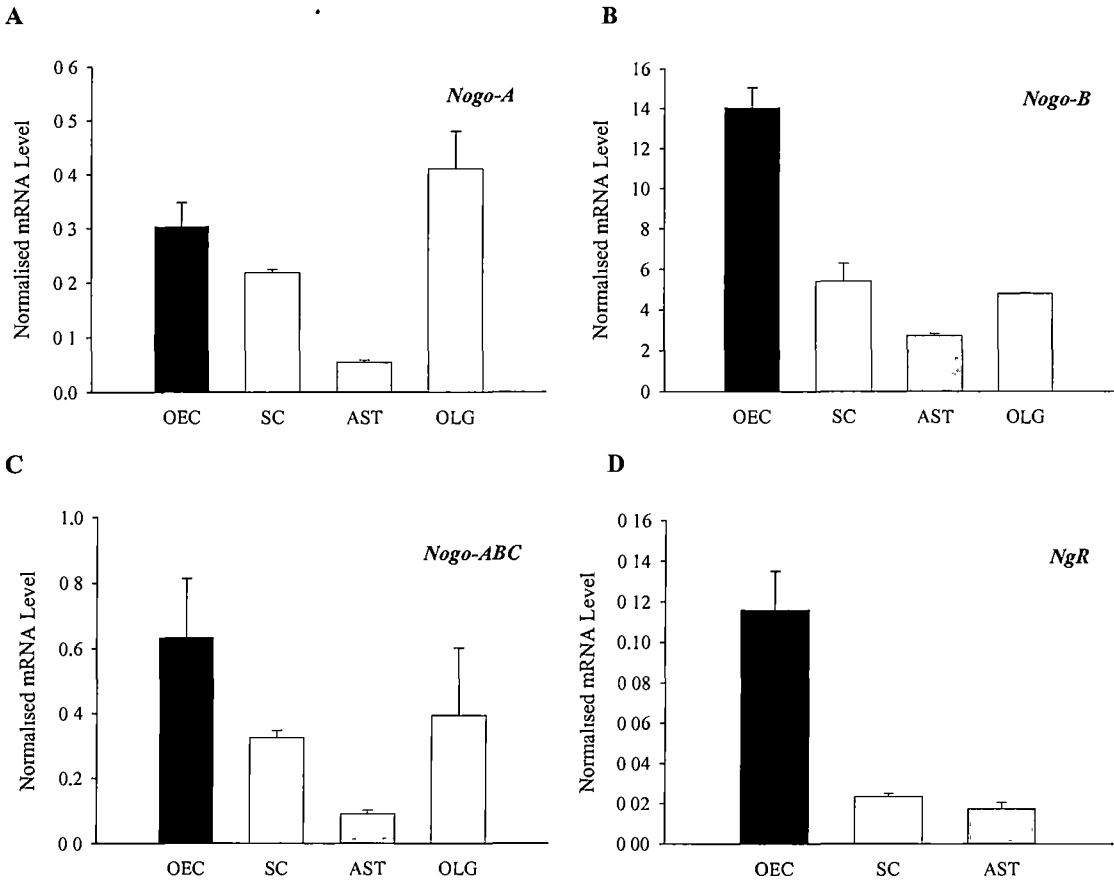 A
Normalised mRNA Level
0 6
0 5
0 4
0 3
0 2
0 1
0.0
Nogo-A
OEC SC AST OLG
B
Normalised mRNA Level
16
14
12
10
8
6
4
2
0
Nogo-B
OEC SC AST OLG
C
Normalised mRNA Level
1.0
0.8
0.6
0 4
0.2
0 0
Nogo-ABC
OEC SC AST OLG
D
Normalised mRNA Level
0 16
0 14
0.12
0.10
0 08
0 06
0 04
0 02
0.00
NgR
OEC SC AST